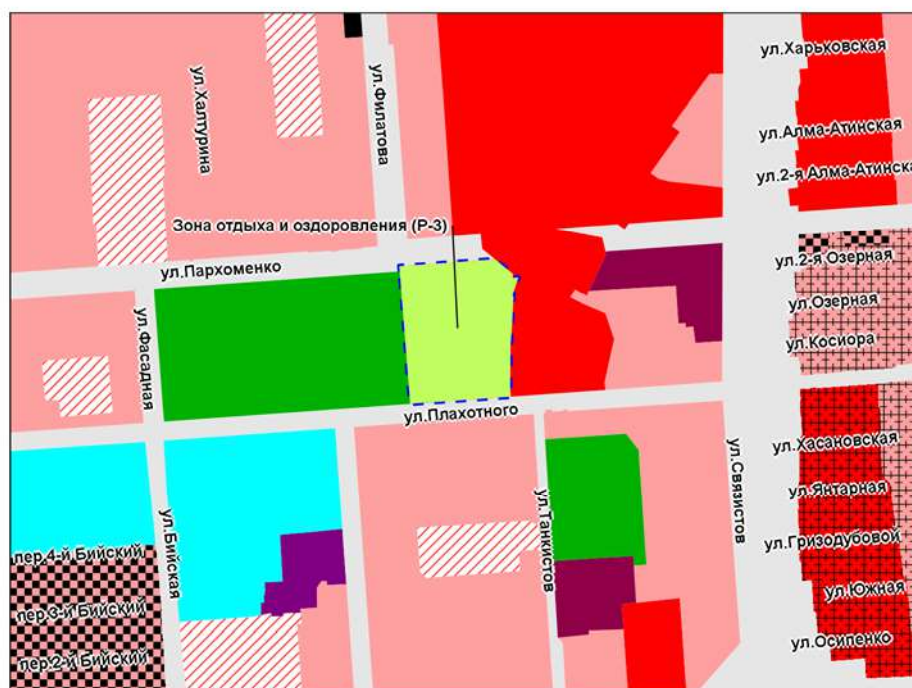 ул.Харьковская
ул.Халтурина
ул.Филатова
ул.Алма-Атинская
ул.2-я Алма-Атинска
Зона отдыха и оздоровления (Р-3)
ул.2-я Озерная
ул.Пархоменко
ул.Озерная
ул.Косиора
ул.Фасадная
ул.Плахотного
ул.Хасановская
ул.Связистов
ул.Янтарная
ул.Танкистов
ул.Бийская
ул.Гризодубовой
пер.4-й Бийский
ул.Южная
пер.3-й Бийский
ул.Осипенко
пер.2-й Бийский